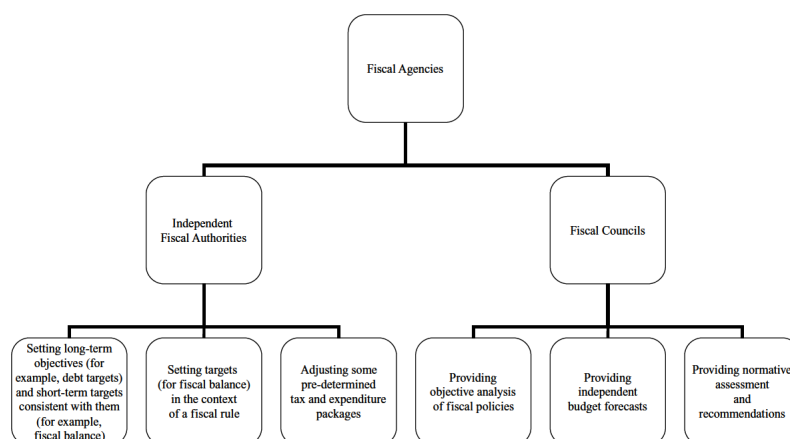 Fiscal Agencies
Independent
Fiscal Authorities
Fiscal Councils
Setting long-term
objectives (for
example, debt targets)
and short-term targets
consistent with them
(for example,
fiscal balance)
Setting targets
(for fiscal balance)
in the context
of a fiscal rule
Adjusting some
pre-determined
tax and expenditure
packages
Providing
objective analysis
of fiscal policies
Providing
independent
budget forecasts
Providing normative
assessment
and
recommendations